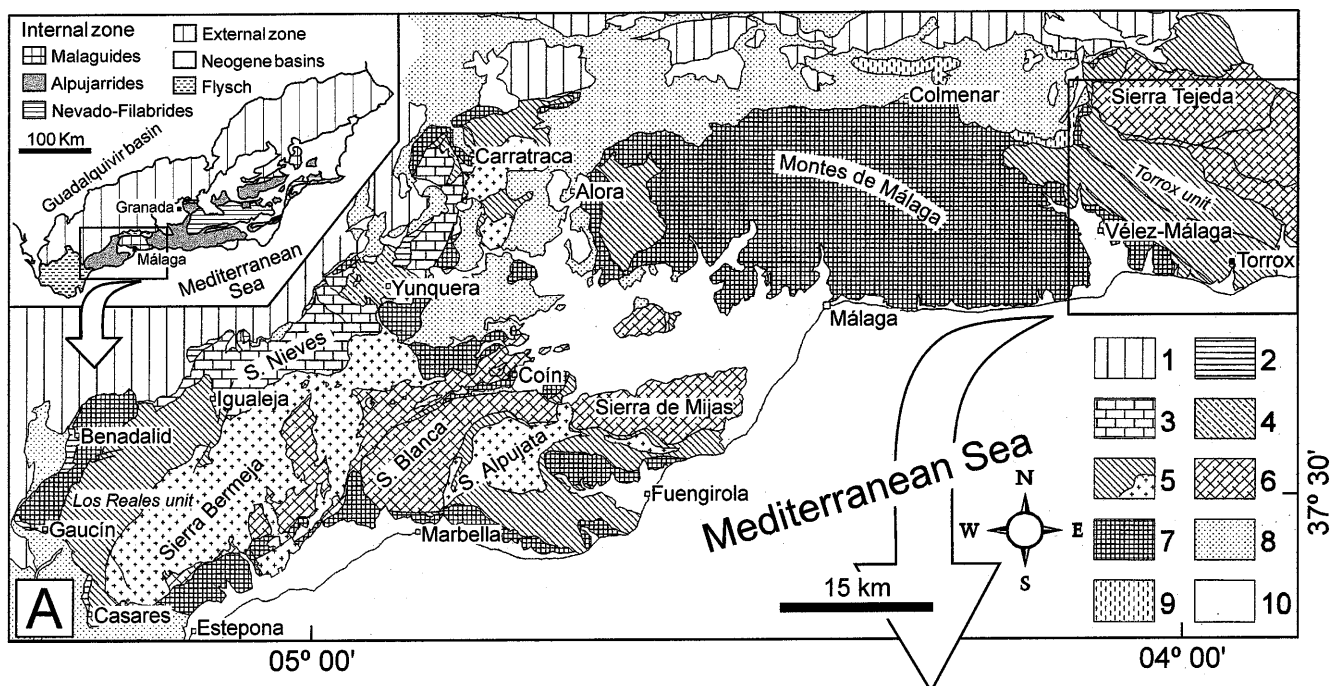 Internal zone
Malaguides
Alpujarrides
Nevado-Filabrides
External zone
Neogene basins
Flysch
100 Km
Guadalquivir basin
Granada
Málaga
Mediterranean
Sea
Colmenar
Sierra Tejeda
Carratraca
Montes de Málaga
Torrox unit
Alora
Vélez-Málaga
Torrox
Yunquera
Málaga
S. Nieves
Coín
Igualeja
Sierra de Mijas
Benadalid
S. Blanca
S. Alpujata
Los Reales unit
Sierra Bermeja
Fuengirola
Gaucín
Marbella
Mediterranean Sea
Casares
Estepona
A
15 km
N
W
E
S
1
2
3
4
5
6
7
8
9
10
37º 30'
05º 00'
04º 00'